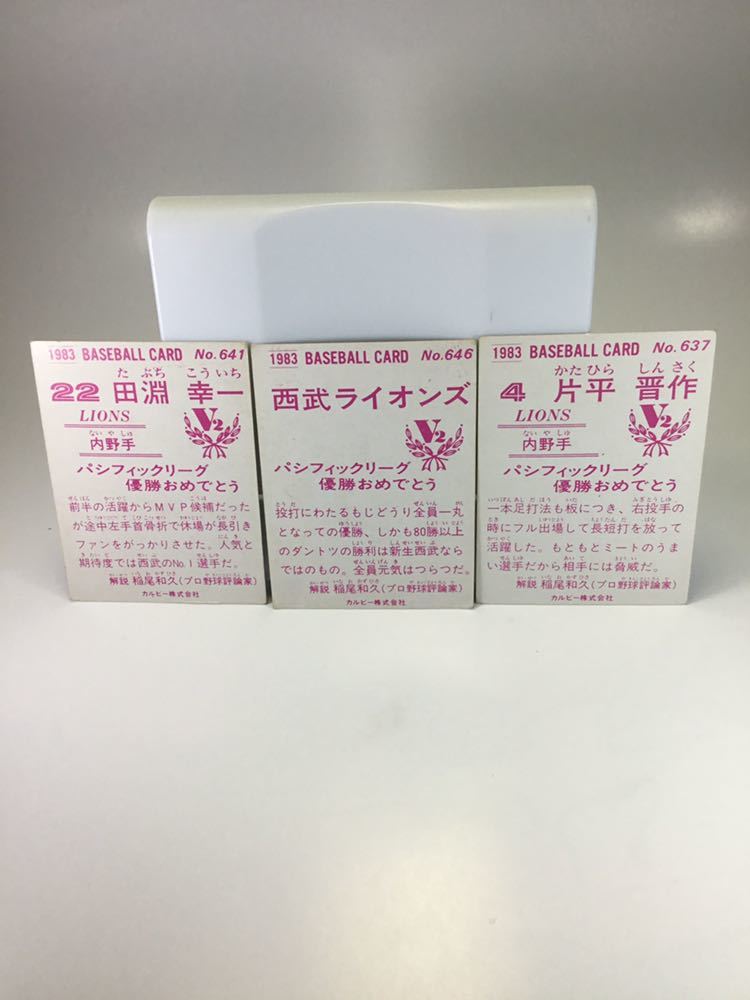 1983 BASEBALL CARD No.641
た ぶち こう いち
22 田淵 幸一
LIONS
ない や しゅ
内野手
V2
パシフィックリーグ
優勝おめでとう
前半の活躍からMVP候補だった
が途中左手首骨折で休場が長引き
ファンをがっかりさせた。人気と
期待度では西武のNo.1選手だ。
解説 稲尾和久(プロ野球評論家)
カルビー株式会社
1983 BASEBALL CARD No.646
西武ライオンズ
V2
パシフィックリーグ
優勝おめでとう
投打にわたるもじどうり全員一丸
となっての優勝、しかも80勝以上
のダントツの勝利は新生西武なら
ではのもの。全員元気はつらつだ。
解説 稲尾和久(プロ野球評論家)
カルビー株式会社
1983 BASEBALL CARD No.637
かた ひら しん さく
4 片平 晋作
LIONS
ない や しゅ
内野手
V2
パシフィックリーグ
優勝おめでとう
一本足打法も板につき、右投手の
時にフル出場して長短打を放って
活躍した。もともとミートのうま
い選手だから相手には脅威だ。
解説 稲尾和久(プロ野球評論家)
カルビー株式会社